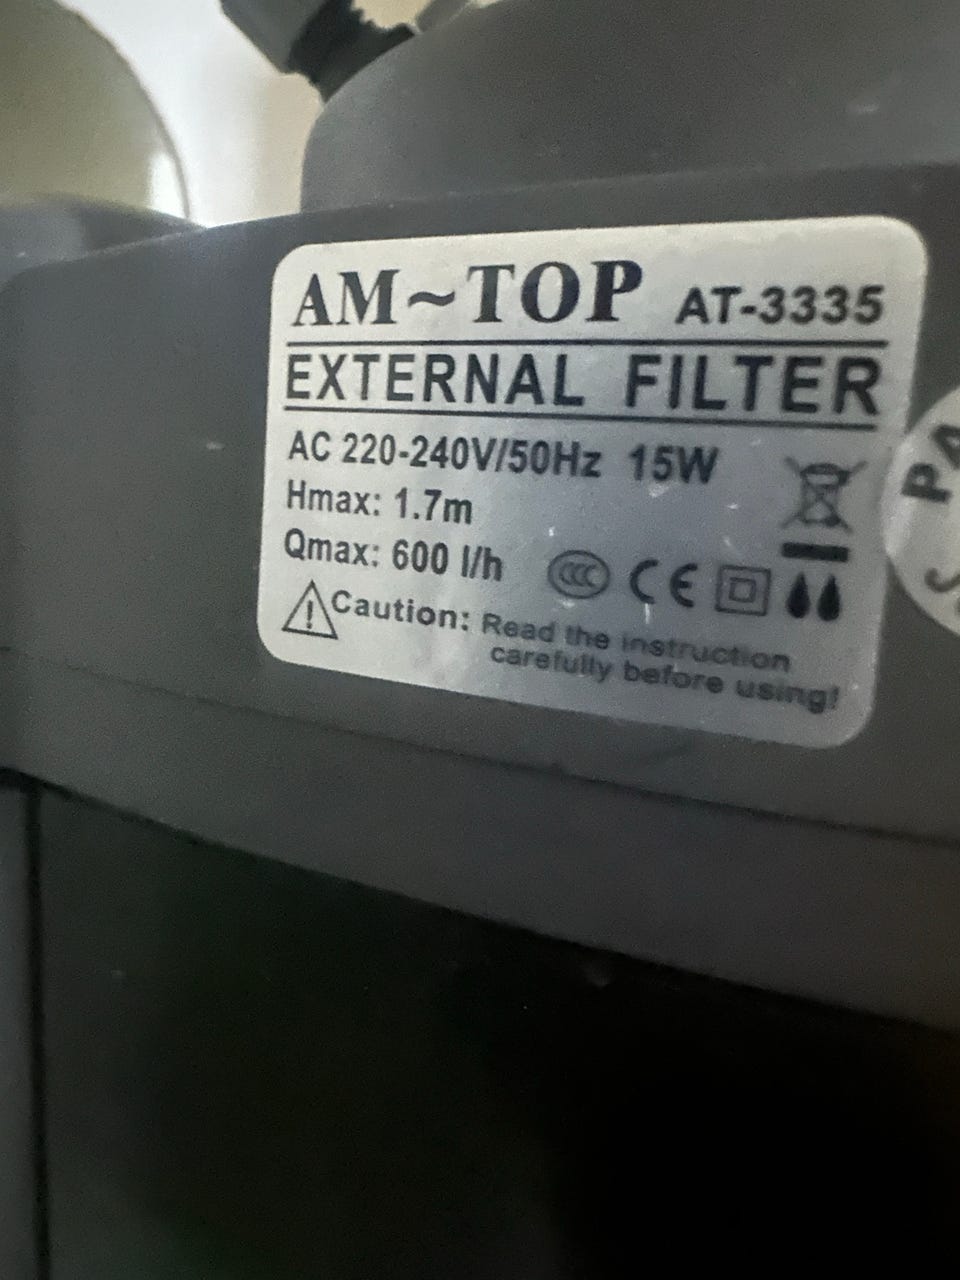 AM~TOP AT-3335
EXTERNAL FILTER
AC 220-240V/50Hz 15W
Hmax: 1.7m
Qmax: 600 l/h
CE
Caution: Read the instruction
carefully before using!